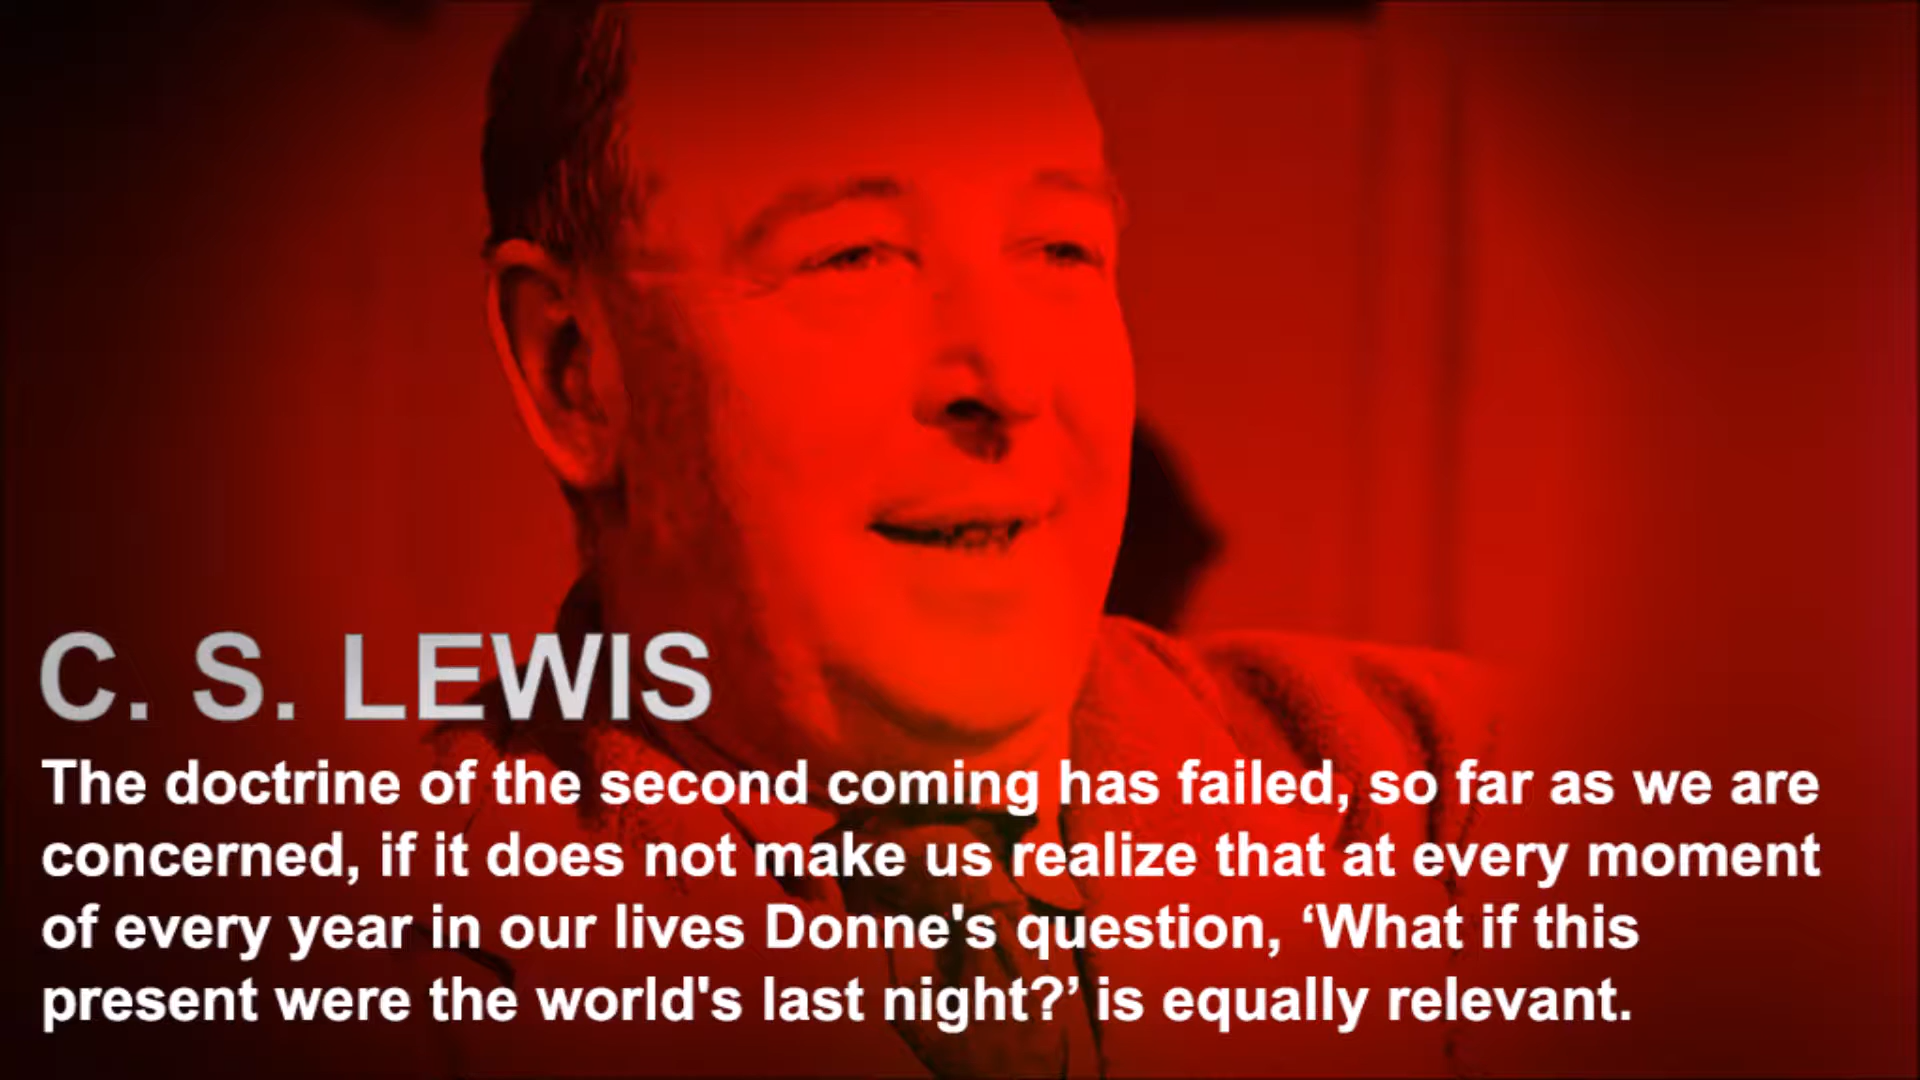 C. S. LEWIS
The doctrine of the second coming has failed, so far as we are
concerned, if it does not make us realize that at every moment
of every year in our lives Donne's question, ‘What if this
present were the world's last night?’ is equally relevant.